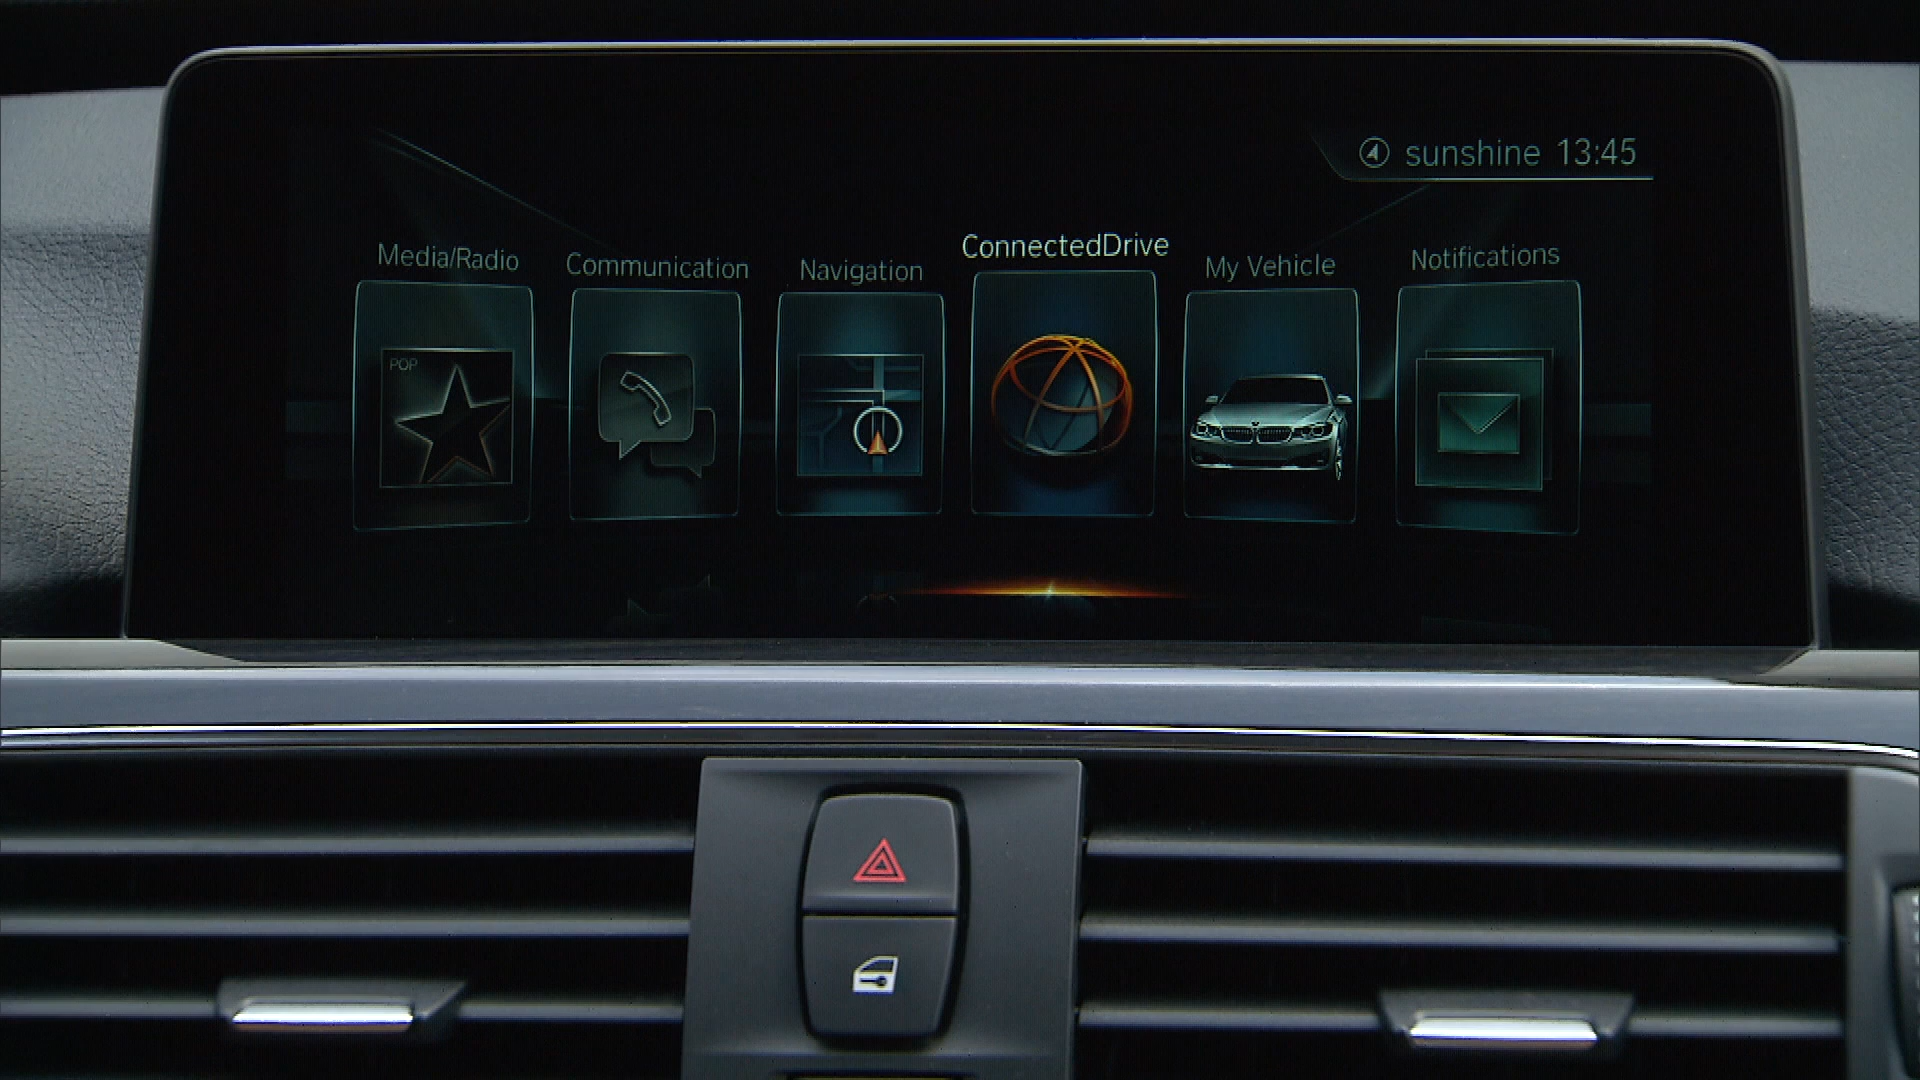 sunshine 13:45
Media/Radio
Communication
Navigation
ConnectedDrive
My Vehicle
Notifications
POP